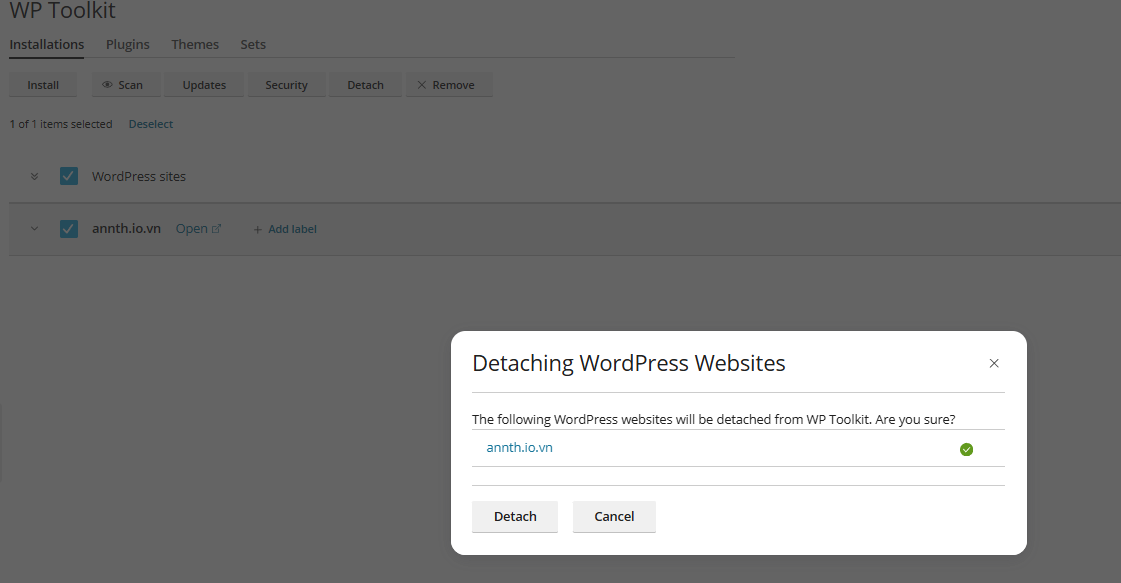 WP Toolkit
Installations Plugins Themes Sets
Install Scan Updates Security Detach Remove
1 of 1 items selected Deselect
WordPress sites
annth.io.vn Open + Add label
Detaching WordPress Websites
The following WordPress websites will be detached from WP Toolkit. Are you sure?
annth.io.vn
Detach Cancel